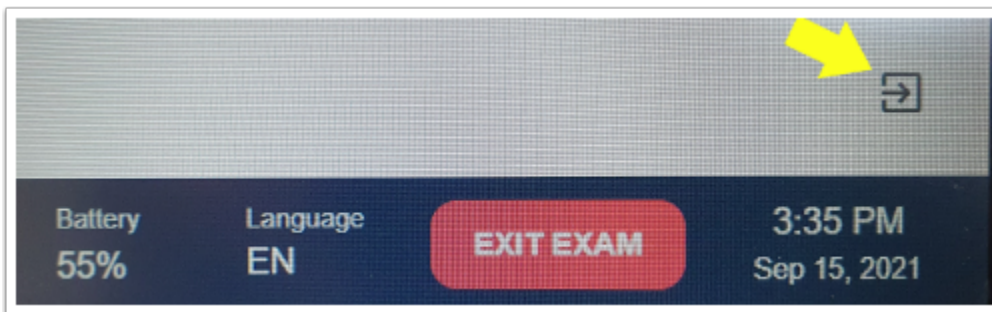 Battery
55%
Language
EN
EXIT EXAM
3:35 PM
Sep 15, 2021